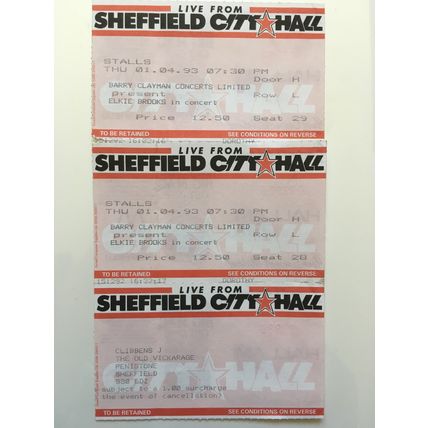 LIVE FROM
SHEFFIELD CITY HALL
STALLS
THU 01.04.93 07:30 PM
Door H
BARRY CLAYMAN CONCERTS LIMITED
present
Row L
ELKIE BROOKS in concert
Price 12.50 Seat 29
TO BE RETAINED SEE CONDITIONS ON REVERSE
DOROTHY
LIVE FROM
SHEFFIELD CITY HALL
STALLS
THU 01.04.93 07:30 PM
Door H
BARRY CLAYMAN CONCERTS LIMITED
present
Row L
ELKIE BROOKS in concert
Price 12.50 Seat 28
TO BE RETAINED SEE CONDITIONS ON REVERSE
DOROTHY
LIVE FROM
SHEFFIELD CITY HALL
CLIBBENS J
THE OLD VICKARAGE
PENISTONE
SHEFFIELD
S30 6DZ
subject to a 1.00 surcharge
the event of cancellation)
TO BE RETAINED SEE CONDITIONS ON REVERSE